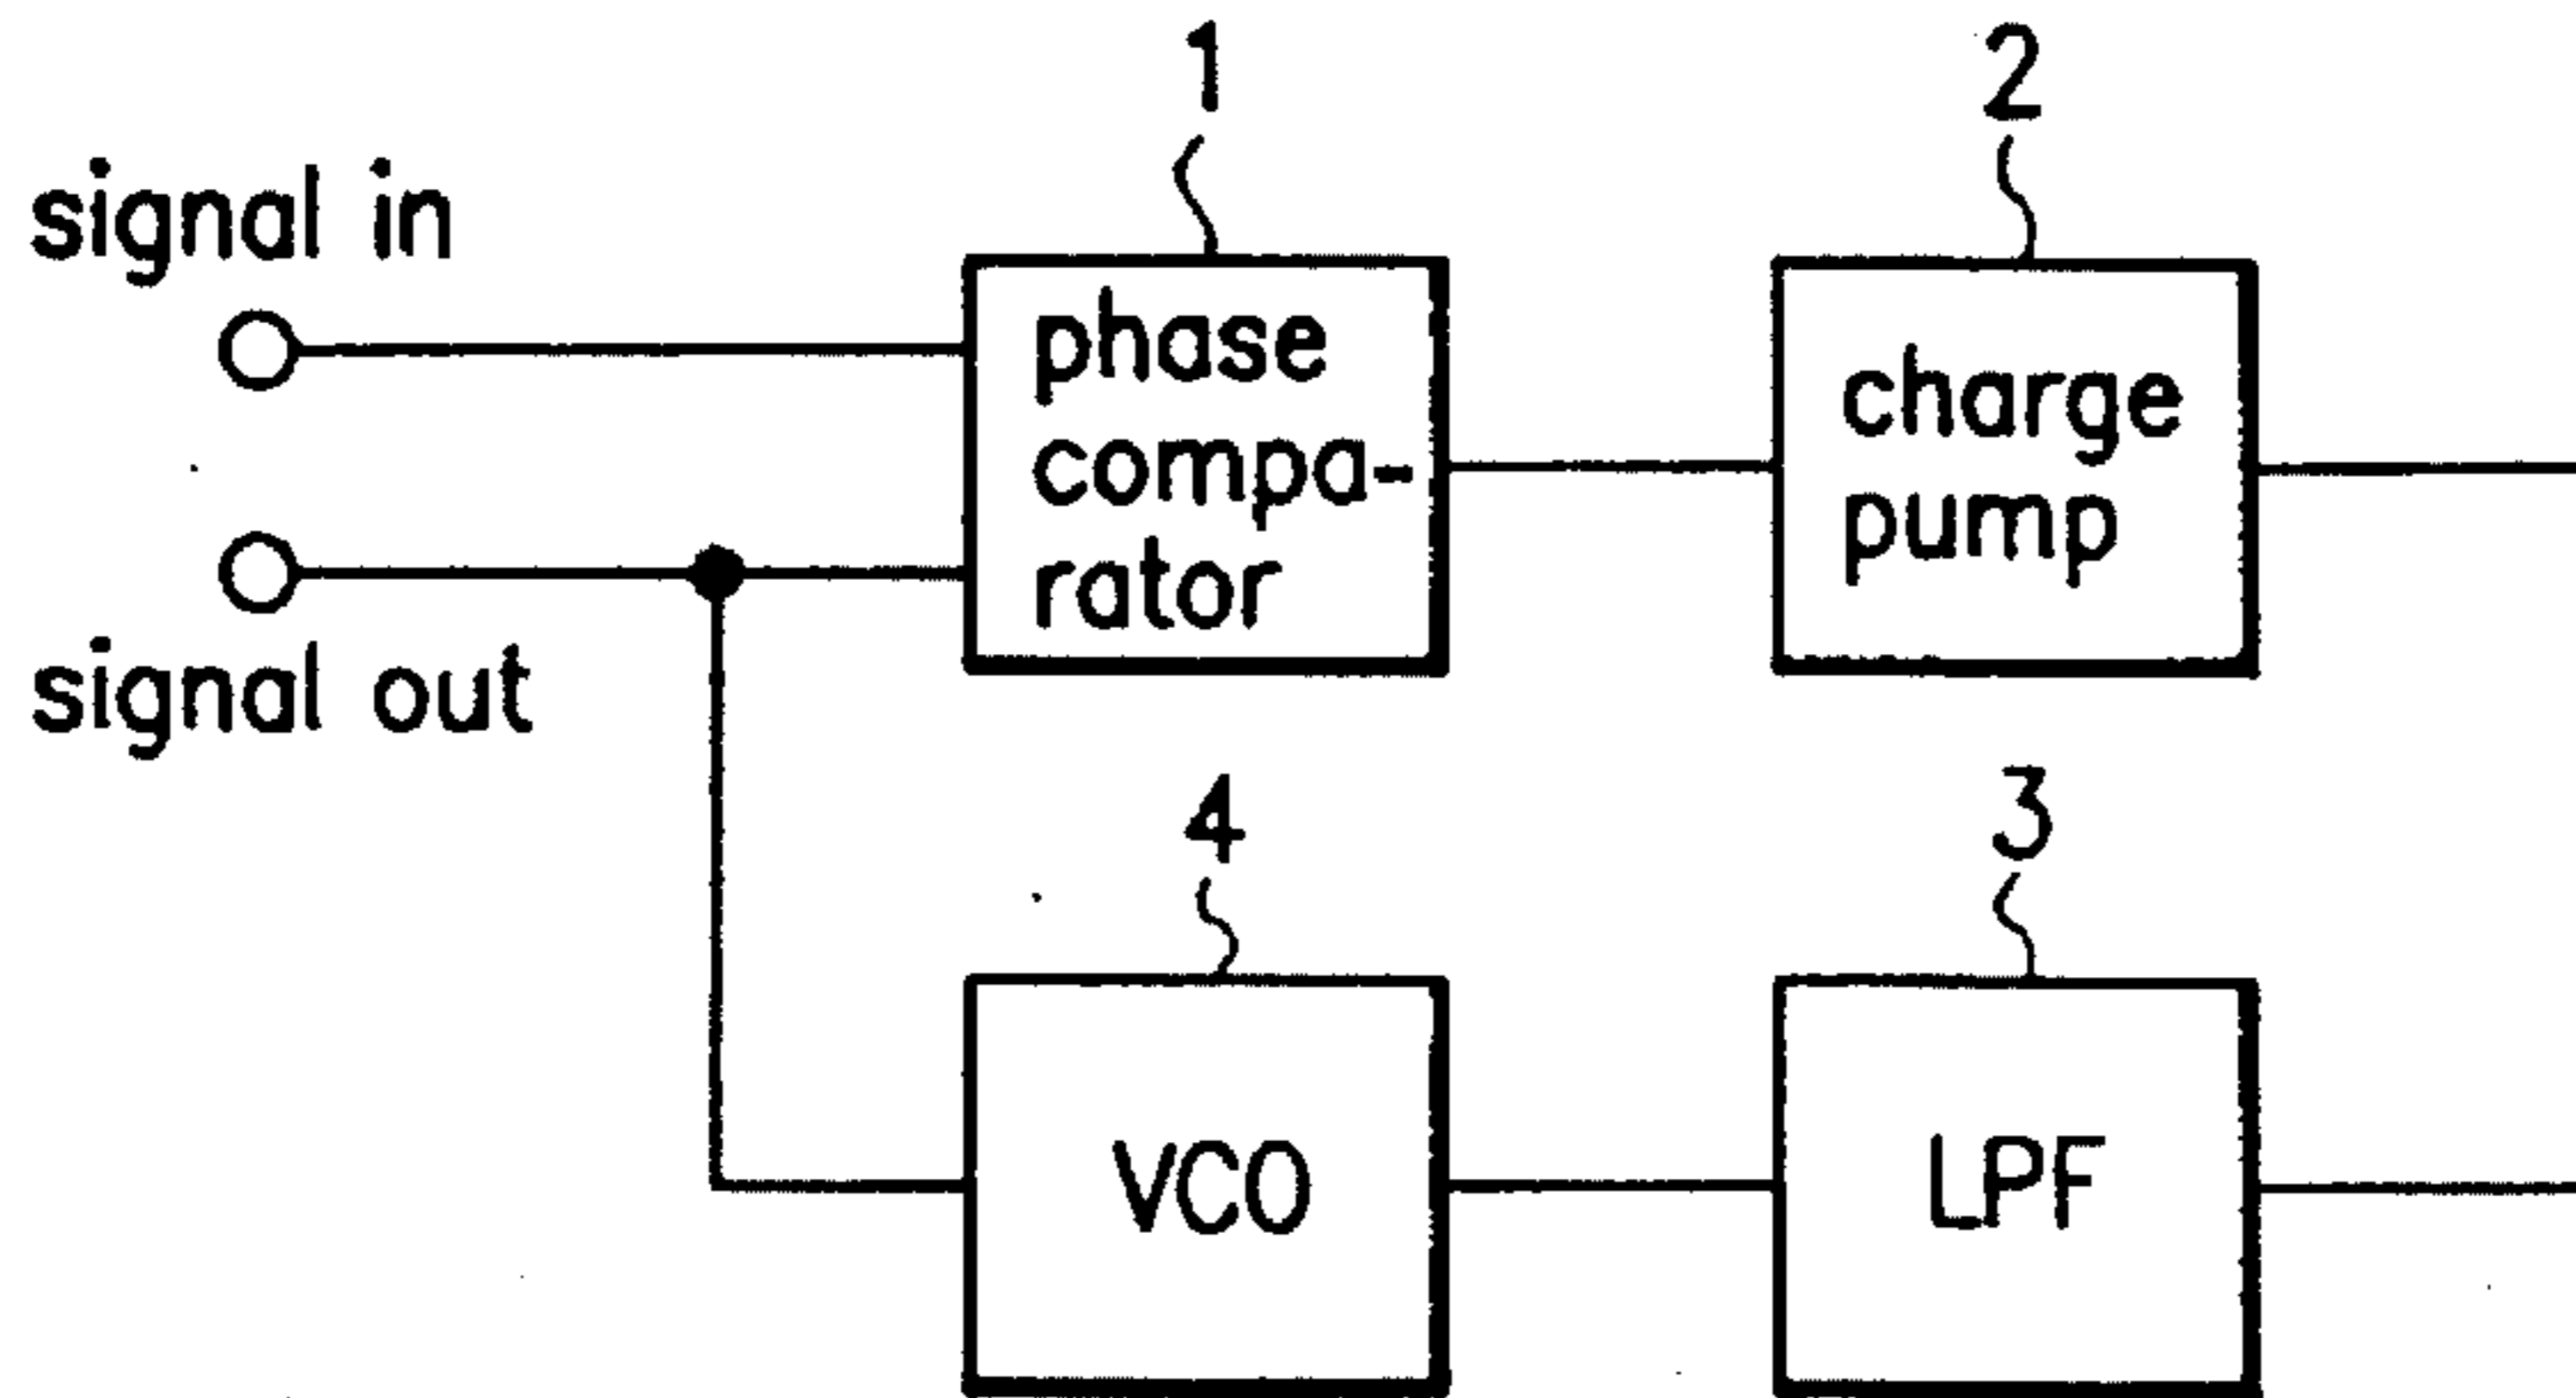 1
2
signal in
phase
compa-
rator
charge
pump
signal out
4
3
VCO
LPF